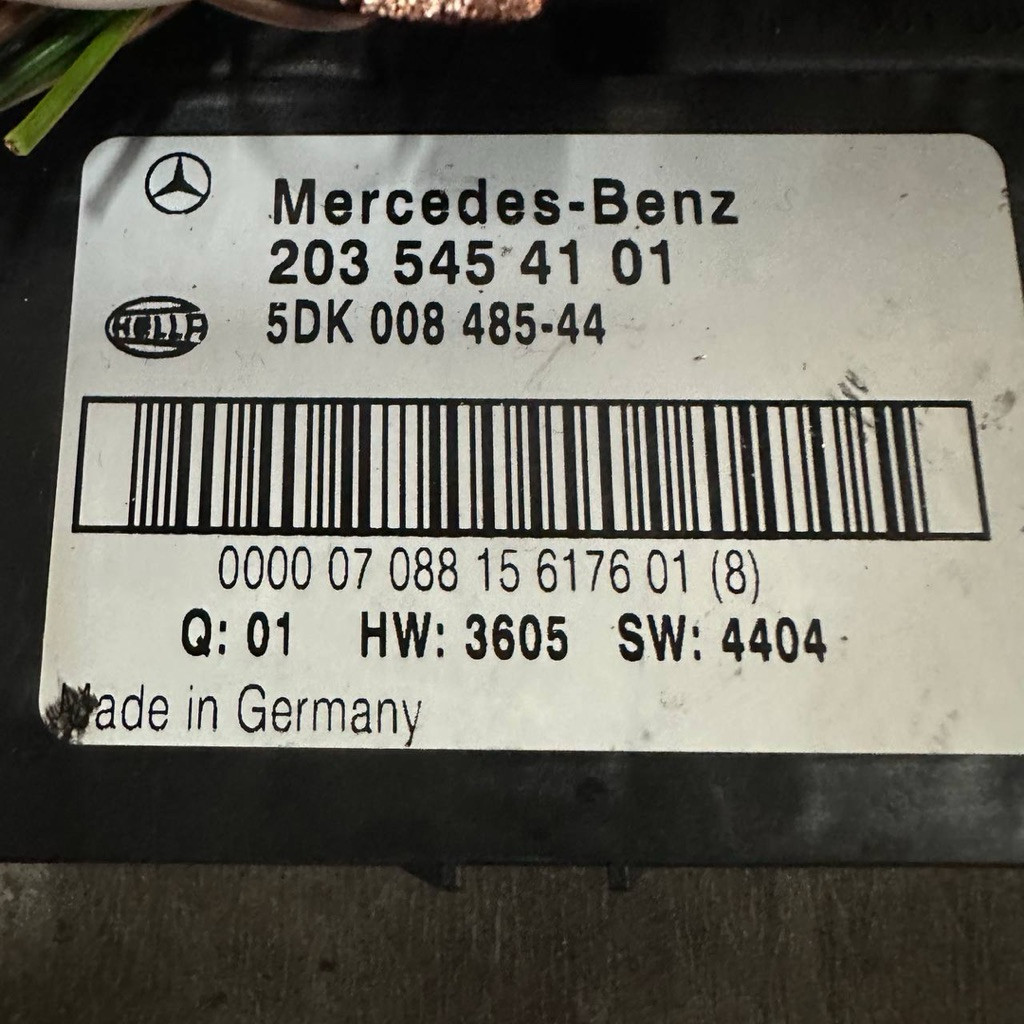 Mercedes-Benz
203 545 41 01
HELLA
5DK 008 485-44
0000 07 088 15 6176 01 (8)
Q: 01 HW: 3605 SW: 4404
Made in Germany